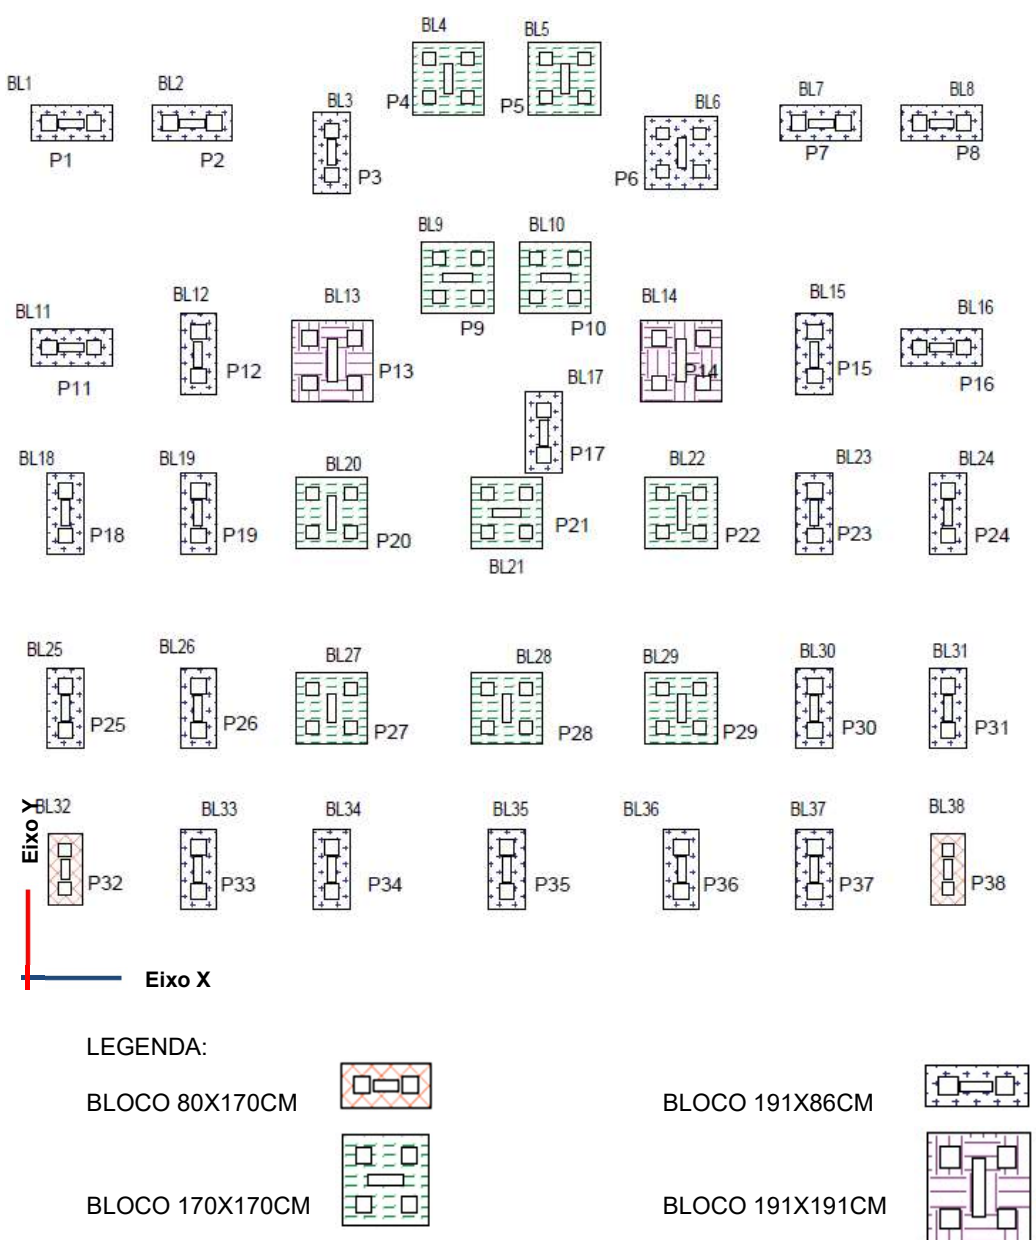 BL4 BL5
BL1 BL2 BL3 BL6 BL7 BL8
P4 P5
P1 P2 P3 P6 P7 P8
BL9 BL10
BL11 BL12 BL13 BL14 BL15 BL16
P9 P10
P11 P12 P13 P14 P15 P16
BL17
P17
BL18 BL19 BL20 BL22 BL23 BL24
P18 P19 P20 P21 P22 P23 P24
BL21
BL25 BL26 BL27 BL28 BL29 BL30 BL31
P25 P26 P27 P28 P29 P30 P31
Eixo Y
BL32 BL33 BL34 BL35 BL36 BL37 BL38
P32 P33 P34 P35 P36 P37 P38
Eixo X
LEGENDA:
BLOCO 80X170CM BLOCO 191X86CM
BLOCO 170X170CM BLOCO 191X191CM